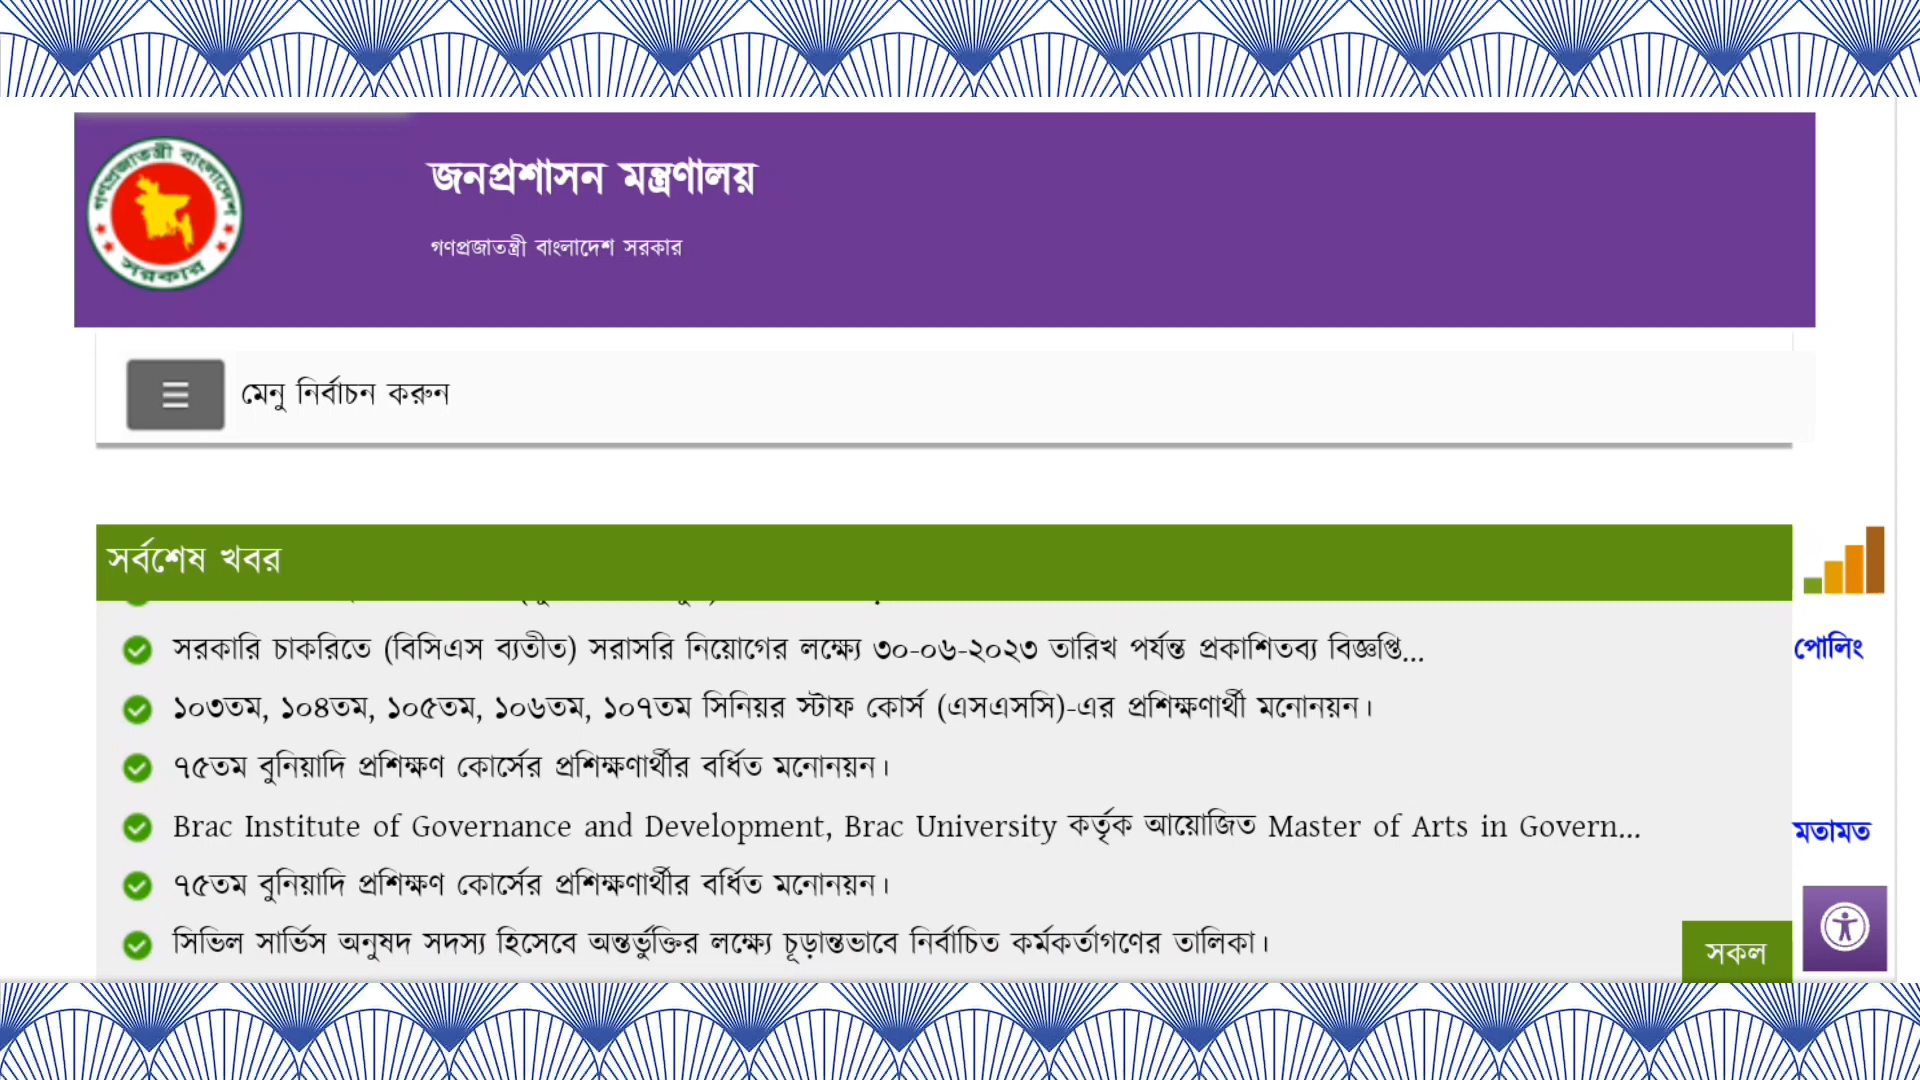 গণপ্রজাতন্ত্রী বাংলাদেশ
সরকার
জনপ্রশাসন মন্ত্রণালয়
গণপ্রজাতন্ত্রী বাংলাদেশ সরকার
মেনু নির্বাচন করুন
সর্বশেষ খবর
সরকারি চাকরিতে (বিসিএস ব্যতীত) সরাসরি নিয়োগের লক্ষ্যে ৩০-০৬-২০২৩ তারিখ পর্যন্ত প্রকাশিতব্য বিজ্ঞপ্তি...
১০৩তম, ১০৪তম, ১০৫তম, ১০৬তম, ১০৭তম সিনিয়র স্টাফ কোর্স (এসএসসি)-এর প্রশিক্ষণার্থী মনোনয়ন।
৭৫তম বুনিয়াদি প্রশিক্ষণ কোর্সের প্রশিক্ষণার্থীর বর্ধিত মনোনয়ন।
Brac Institute of Governance and Development, Brac University কর্তৃক আয়োজিত Master of Arts in Govern...
৭৫তম বুনিয়াদি প্রশিক্ষণ কোর্সের প্রশিক্ষণার্থীর বর্ধিত মনোনয়ন।
সিভিল সার্ভিস অনুষদ সদস্য হিসেবে অন্তর্ভুক্তির লক্ষ্যে চূড়ান্তভাবে নির্বাচিত কর্মকর্তাগণের তালিকা।
সকল
পোলিং
মতামত